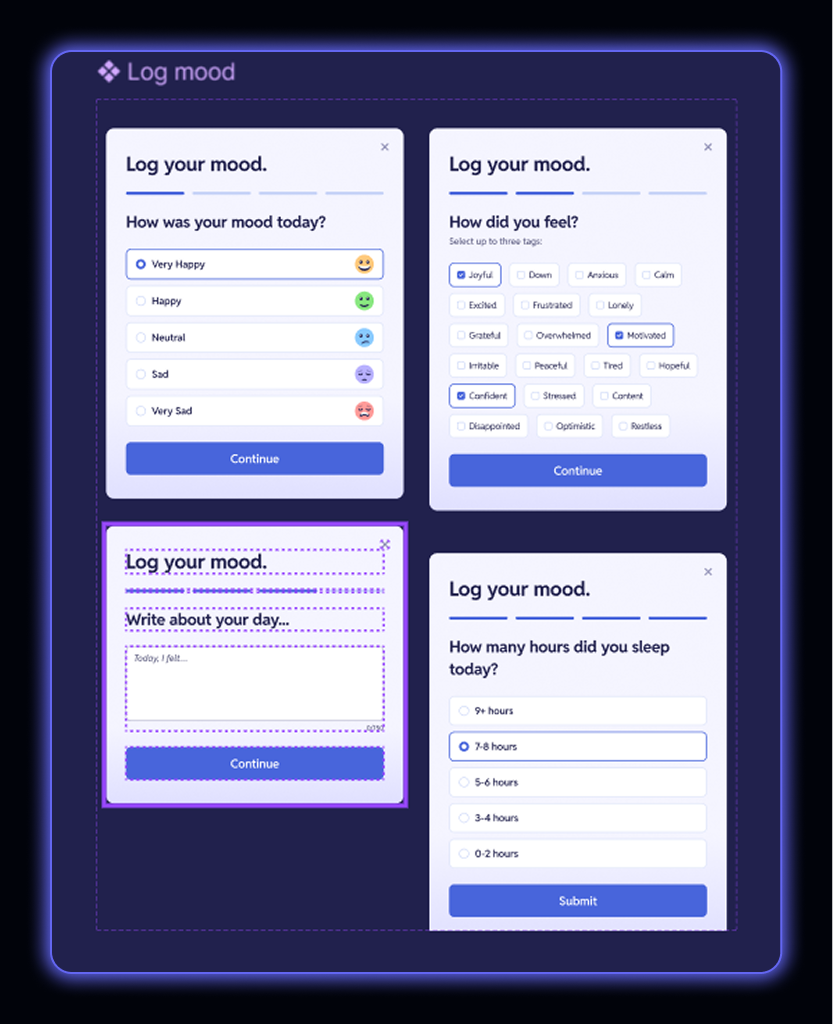 Log mood
Log your mood.
How was your mood today?
Very Happy
Happy
Neutral
Sad
Very Sad
Continue
Log your mood.
How did you feel?
Select up to three tags:
Joyful Down Anxious Calm
Excited Frustrated Lonely
Grateful Overwhelmed Motivated
Irritable Peaceful Tired Hopeful
Confident Stressed Content
Disappointed Optimistic Restless
Continue
Log your mood.
Write about your day...
Today, I felt...
Continue
Log your mood.
How many hours did you sleep
today?
9+ hours
7-8 hours
5-6 hours
3-4 hours
0-2 hours
Submit